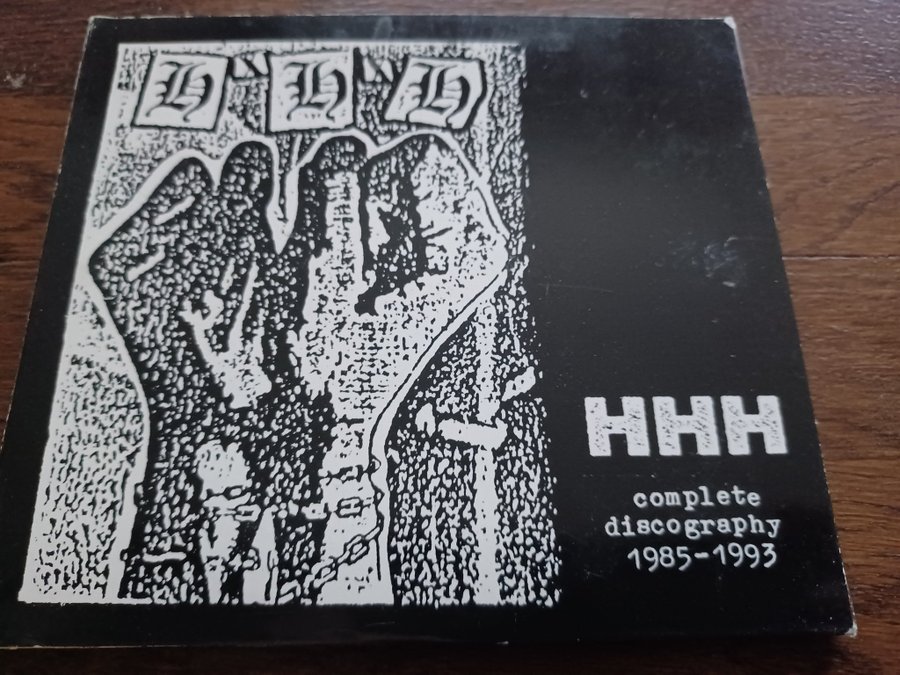 H H H
HHH
complete
discography
1985-1993